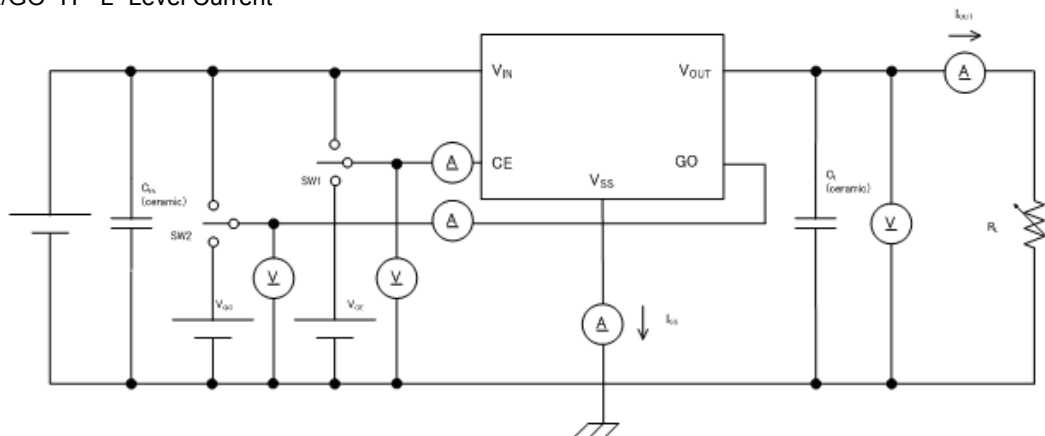 /GO "H" "L" Level Current
IOUT
A
VIN
VOUT
A
CE
GO
SW1
VSS
CIN
(ceramic)
CL
(ceramic)
A
SW2
V
RL
V
V
VGO
VCE
A
ISS